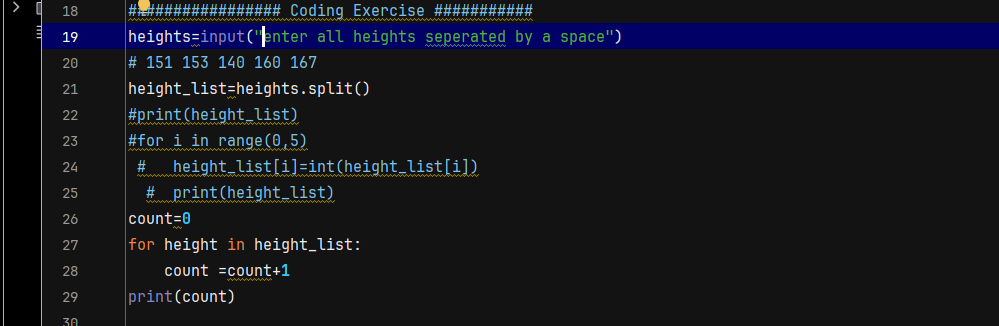 18 ################# Coding Exercise ###########
19 heights=input("enter all heights seperated by a space")
20 # 151 153 140 160 167
21 height_list=heights.split()
22 #print(height_list)
23 #for i in range(0,5)
24  #   height_list[i]=int(height_list[i])
25   #  print(height_list)
26 count=0
27 for height in height_list:
28     count =count+1
29 print(count)
30